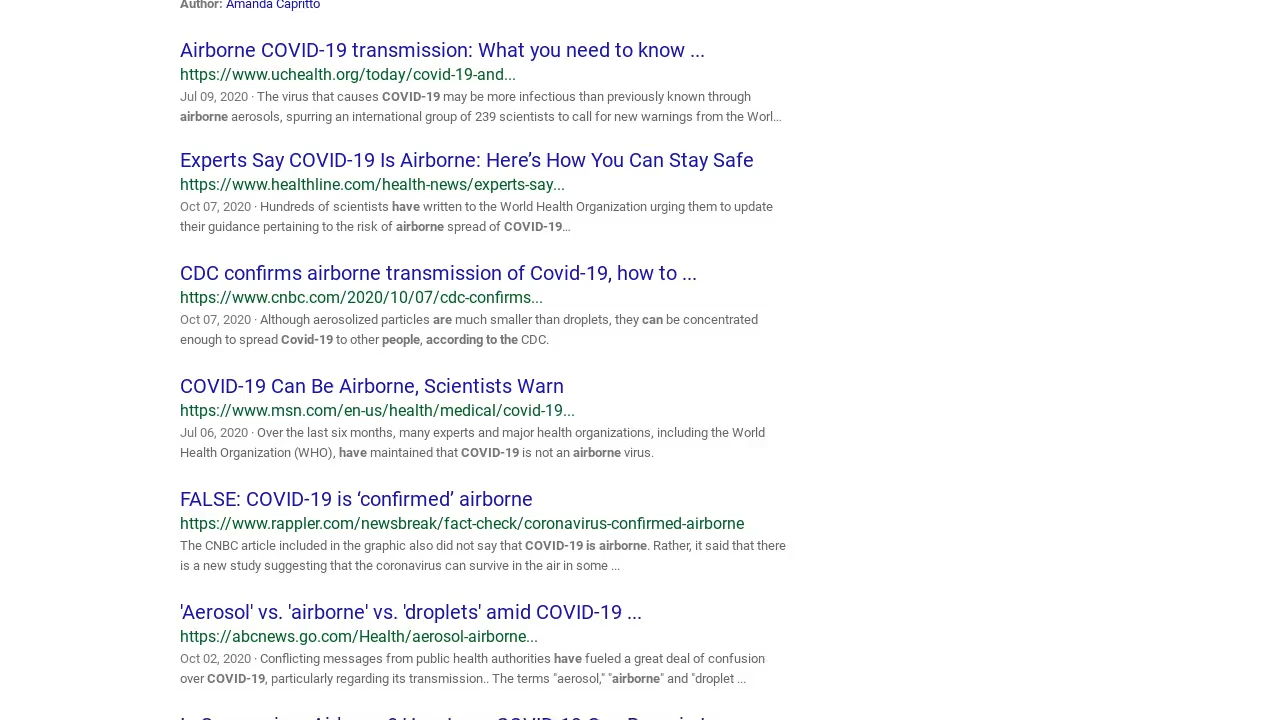 Author: Amanda Capritto
Airborne COVID-19 transmission: What you need to know ...
https://www.uchealth.org/today/covid-19-and...
Jul 09, 2020 · The virus that causes COVID-19 may be more infectious than previously known through
airborne aerosols, spurring an international group of 239 scientists to call for new warnings from the Worl...
Experts Say COVID-19 Is Airborne: Here’s How You Can Stay Safe
https://www.healthline.com/health-news/experts-say...
Oct 07, 2020 · Hundreds of scientists have written to the World Health Organization urging them to update
their guidance pertaining to the risk of airborne spread of COVID-19...
CDC confirms airborne transmission of Covid-19, how to ...
https://www.cnbc.com/2020/10/07/cdc-confirms...
Oct 07, 2020 · Although aerosolized particles are much smaller than droplets, they can be concentrated
enough to spread Covid-19 to other people, according to the CDC.
COVID-19 Can Be Airborne, Scientists Warn
https://www.msn.com/en-us/health/medical/covid-19...
Jul 06, 2020 · Over the last six months, many experts and major health organizations, including the World
Health Organization (WHO), have maintained that COVID-19 is not an airborne virus.
FALSE: COVID-19 is ‘confirmed’ airborne
https://www.rappler.com/newsbreak/fact-check/coronavirus-confirmed-airborne
The CNBC article included in the graphic also did not say that COVID-19 is airborne. Rather, it said that there
is a new study suggesting that the coronavirus can survive in the air in some ...
'Aerosol' vs. 'airborne' vs. 'droplets' amid COVID-19 ...
https://abcnews.go.com/Health/aerosol-airborne...
Oct 02, 2020 · Conflicting messages from public health authorities have fueled a great deal of confusion
over COVID-19, particularly regarding its transmission.. The terms "aerosol," "airborne" and "droplet ...